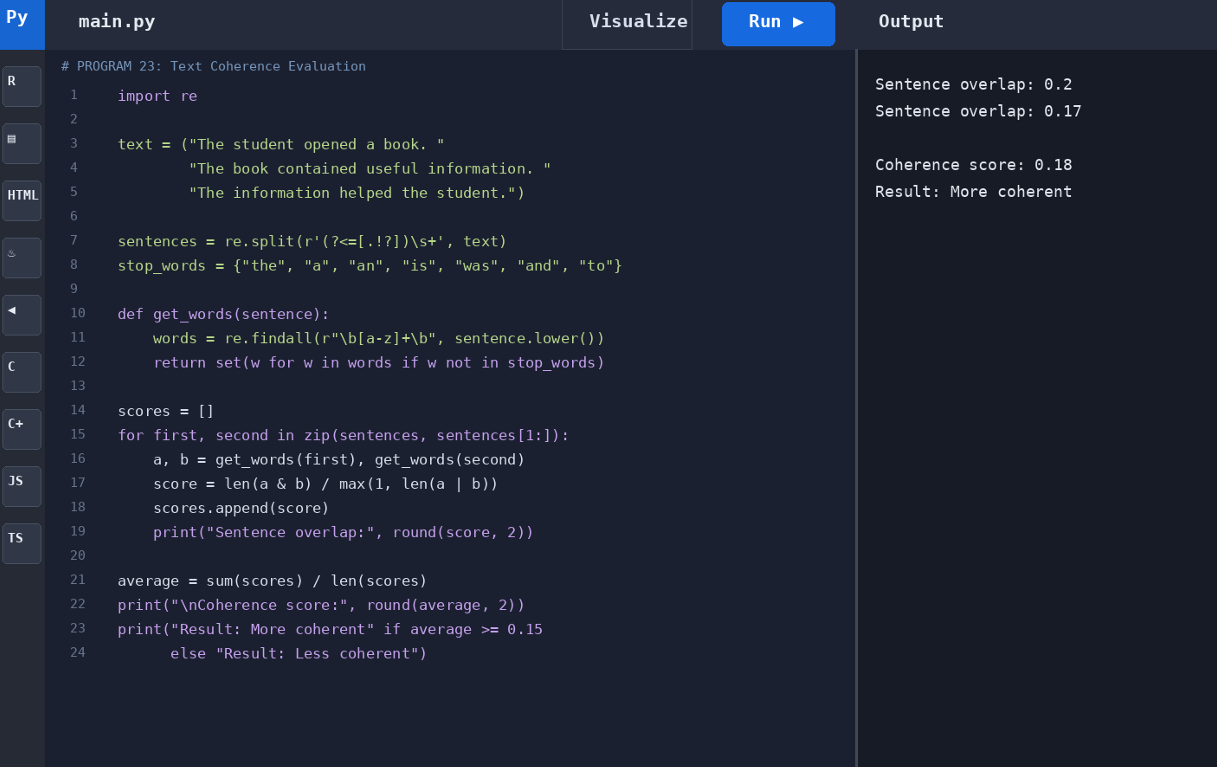 Py
main.py
Visualize
Run ▶
Output
R
HTML
C
C+
JS
TS
# PROGRAM 23: Text Coherence Evaluation
1 import re
2
3 text = ("The student opened a book. "
4         "The book contained useful information. "
5         "The information helped the student.")
6
7 sentences = re.split(r'(?<=[.!?])\s+', text)
8 stop_words = {"the", "a", "an", "is", "was", "and", "to"}
9
10 def get_words(sentence):
11     words = re.findall(r"\b[a-z]+\b", sentence.lower())
12     return set(w for w in words if w not in stop_words)
13
14 scores = []
15 for first, second in zip(sentences, sentences[1:]):
16     a, b = get_words(first), get_words(second)
17     score = len(a & b) / max(1, len(a | b))
18     scores.append(score)
19     print("Sentence overlap:", round(score, 2))
20
21 average = sum(scores) / len(scores)
22 print("\nCoherence score:", round(average, 2))
23 print("Result: More coherent" if average >= 0.15
24       else "Result: Less coherent")
Sentence overlap: 0.2
Sentence overlap: 0.17
Coherence score: 0.18
Result: More coherent